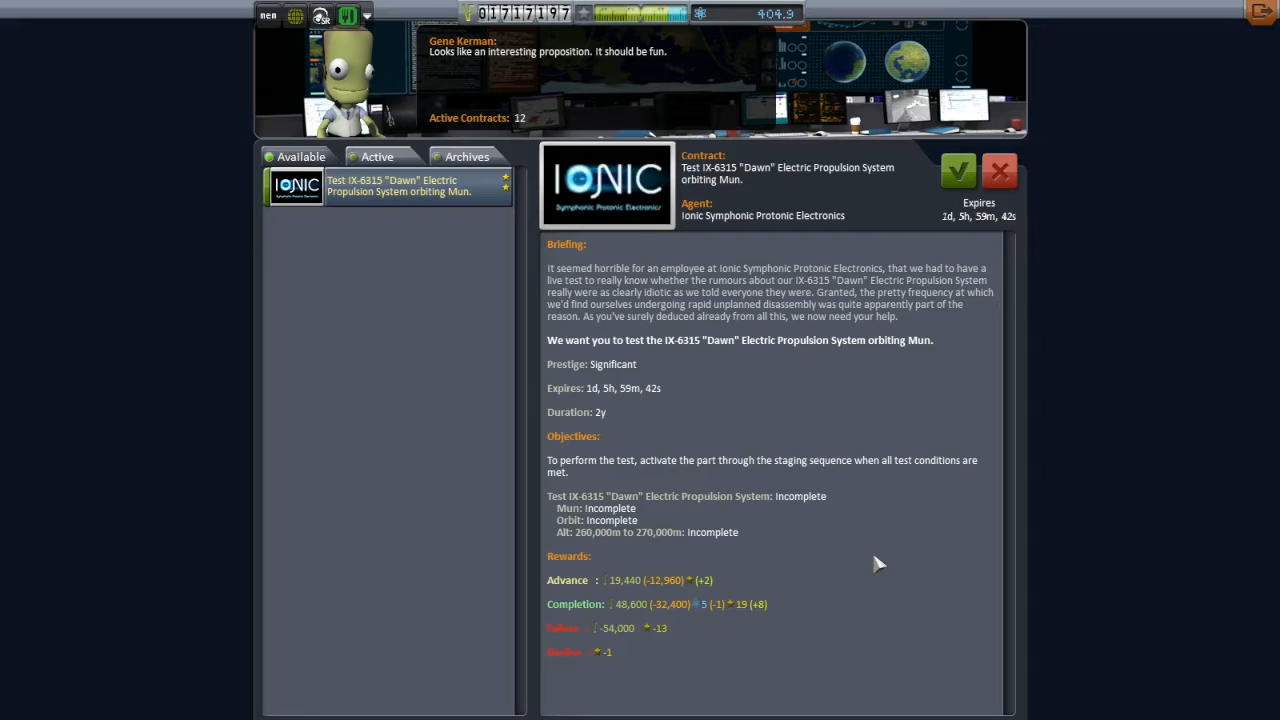 men
01717197
404.9
Gene Kerman:
Looks like an interesting proposition. It should be fun.
Active Contracts: 12
Available
Active
Archives
IONIC
Test IX-6315 "Dawn" Electric
Propulsion System orbiting Mun.
IONIC
Symphonic Protonic Electronics
Contract:
Test IX-6315 "Dawn" Electric Propulsion System
orbiting Mun.
Agent:
Ionic Symphonic Protonic Electronics
Expires
1d, 5h, 59m, 42s
Briefing:
It seemed horrible for an employee at Ionic Symphonic Protonic Electronics, that we had to have a
live test to really know whether the rumours about our IX-6315 "Dawn" Electric Propulsion System
really were as clearly idiotic as we told everyone they were. Granted, the pretty frequency at which
we'd find ourselves undergoing rapid unplanned disassembly was quite apparently part of the
reason. As you've surely deduced already from all this, we now need your help.
We want you to test the IX-6315 "Dawn" Electric Propulsion System orbiting Mun.
Prestige: Significant
Expires: 1d, 5h, 59m, 42s
Duration: 2y
Objectives:
To perform the test, activate the part through the staging sequence when all test conditions are
met.
Test IX-6315 "Dawn" Electric Propulsion System: Incomplete
Mun: Incomplete
Orbit: Incomplete
Alt: 260,000m to 270,000m: Incomplete
Rewards:
Advance : 19,440 (-12,960) (+2)
Completion: 48,600 (-32,400) 5 (-1) 19 (+8)
Failure : -54,000 -13
Decline : -1